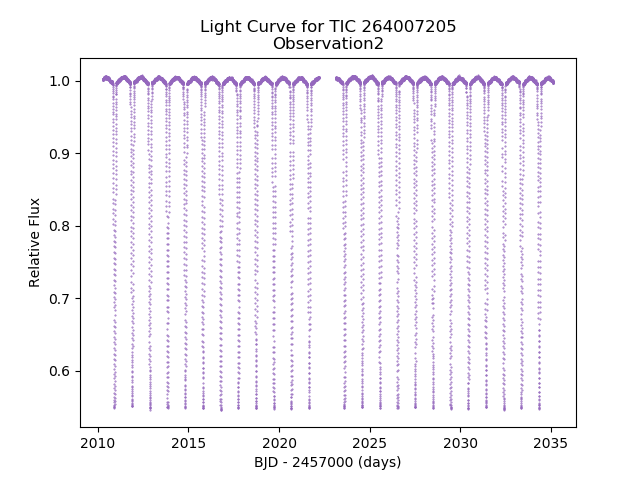 Light Curve for TIC 264007205
Observation2
1.0
0.9
0.8
0.7
0.6
Relative Flux
2010 2015 2020 2025 2030 2035
BJD - 2457000 (days)